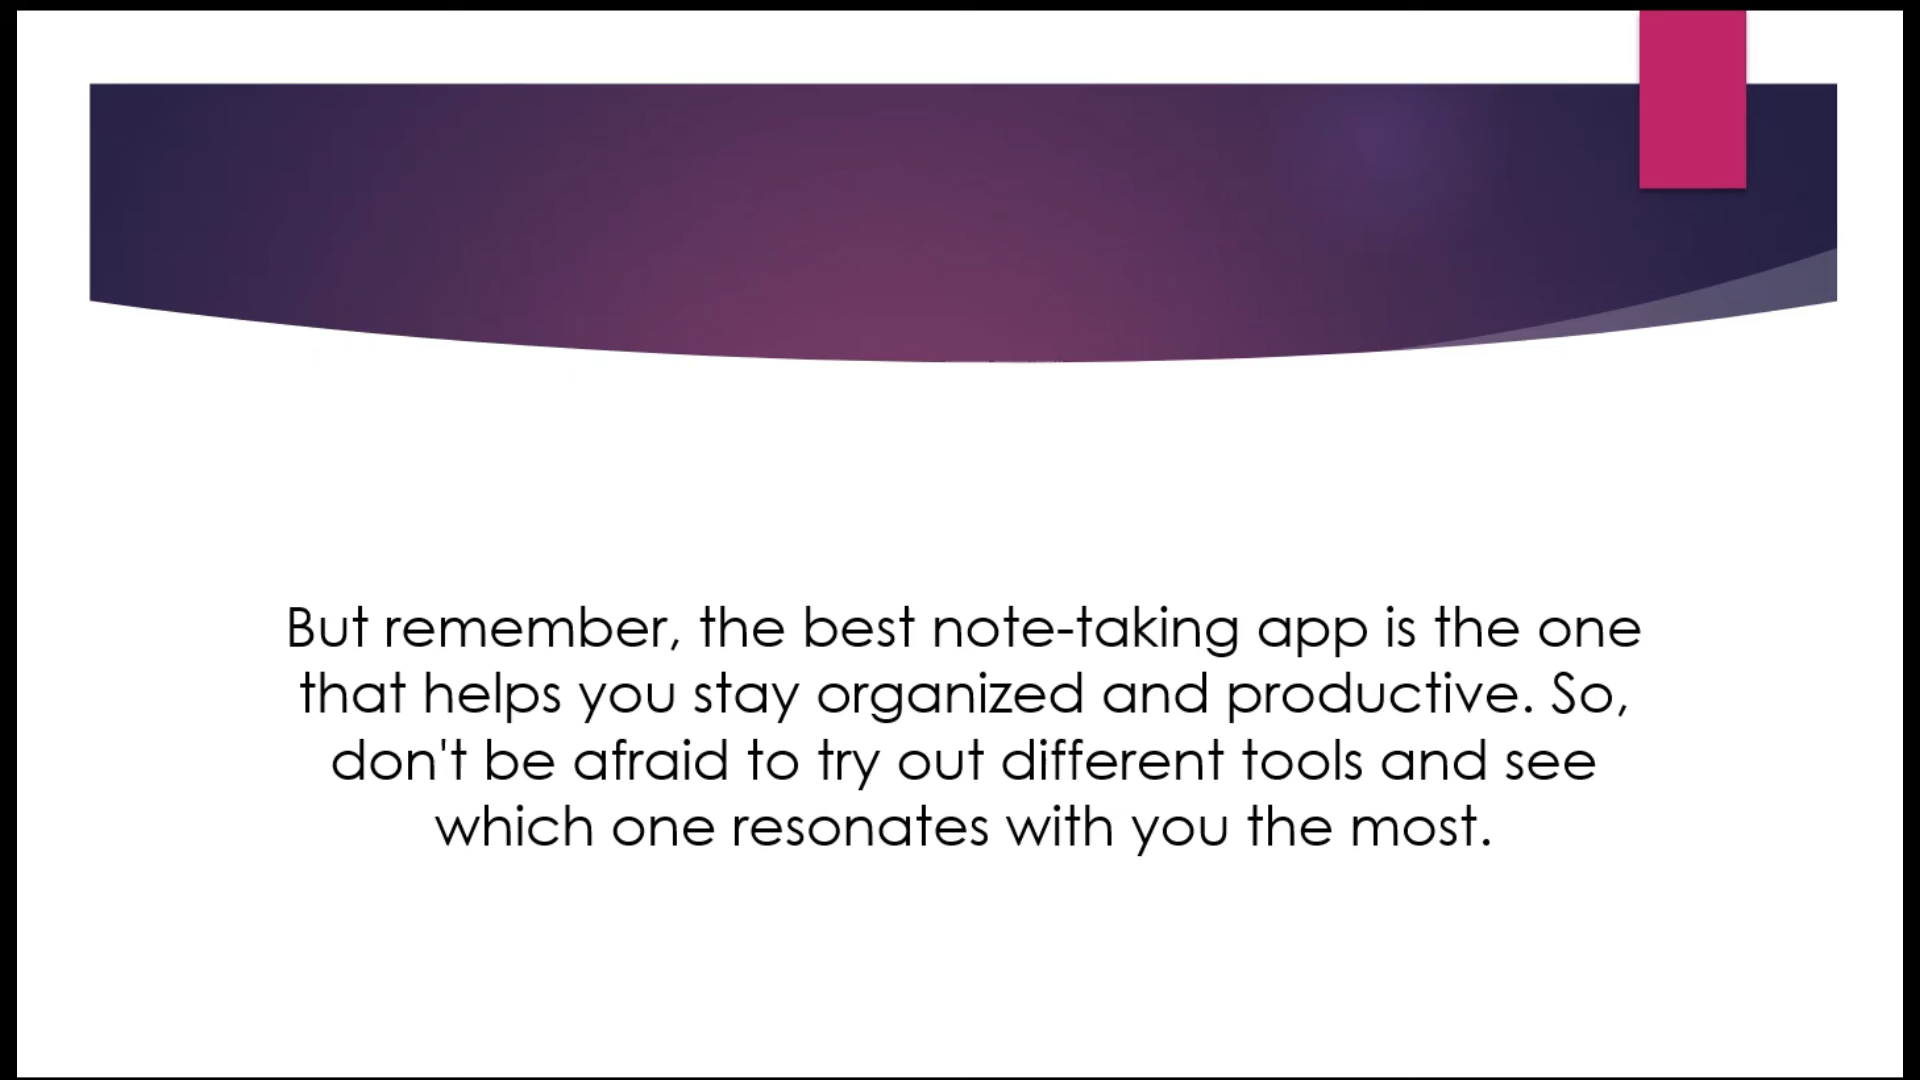 But remember, the best note-taking app is the one
that helps you stay organized and productive. So,
don't be afraid to try out different tools and see
which one resonates with you the most.